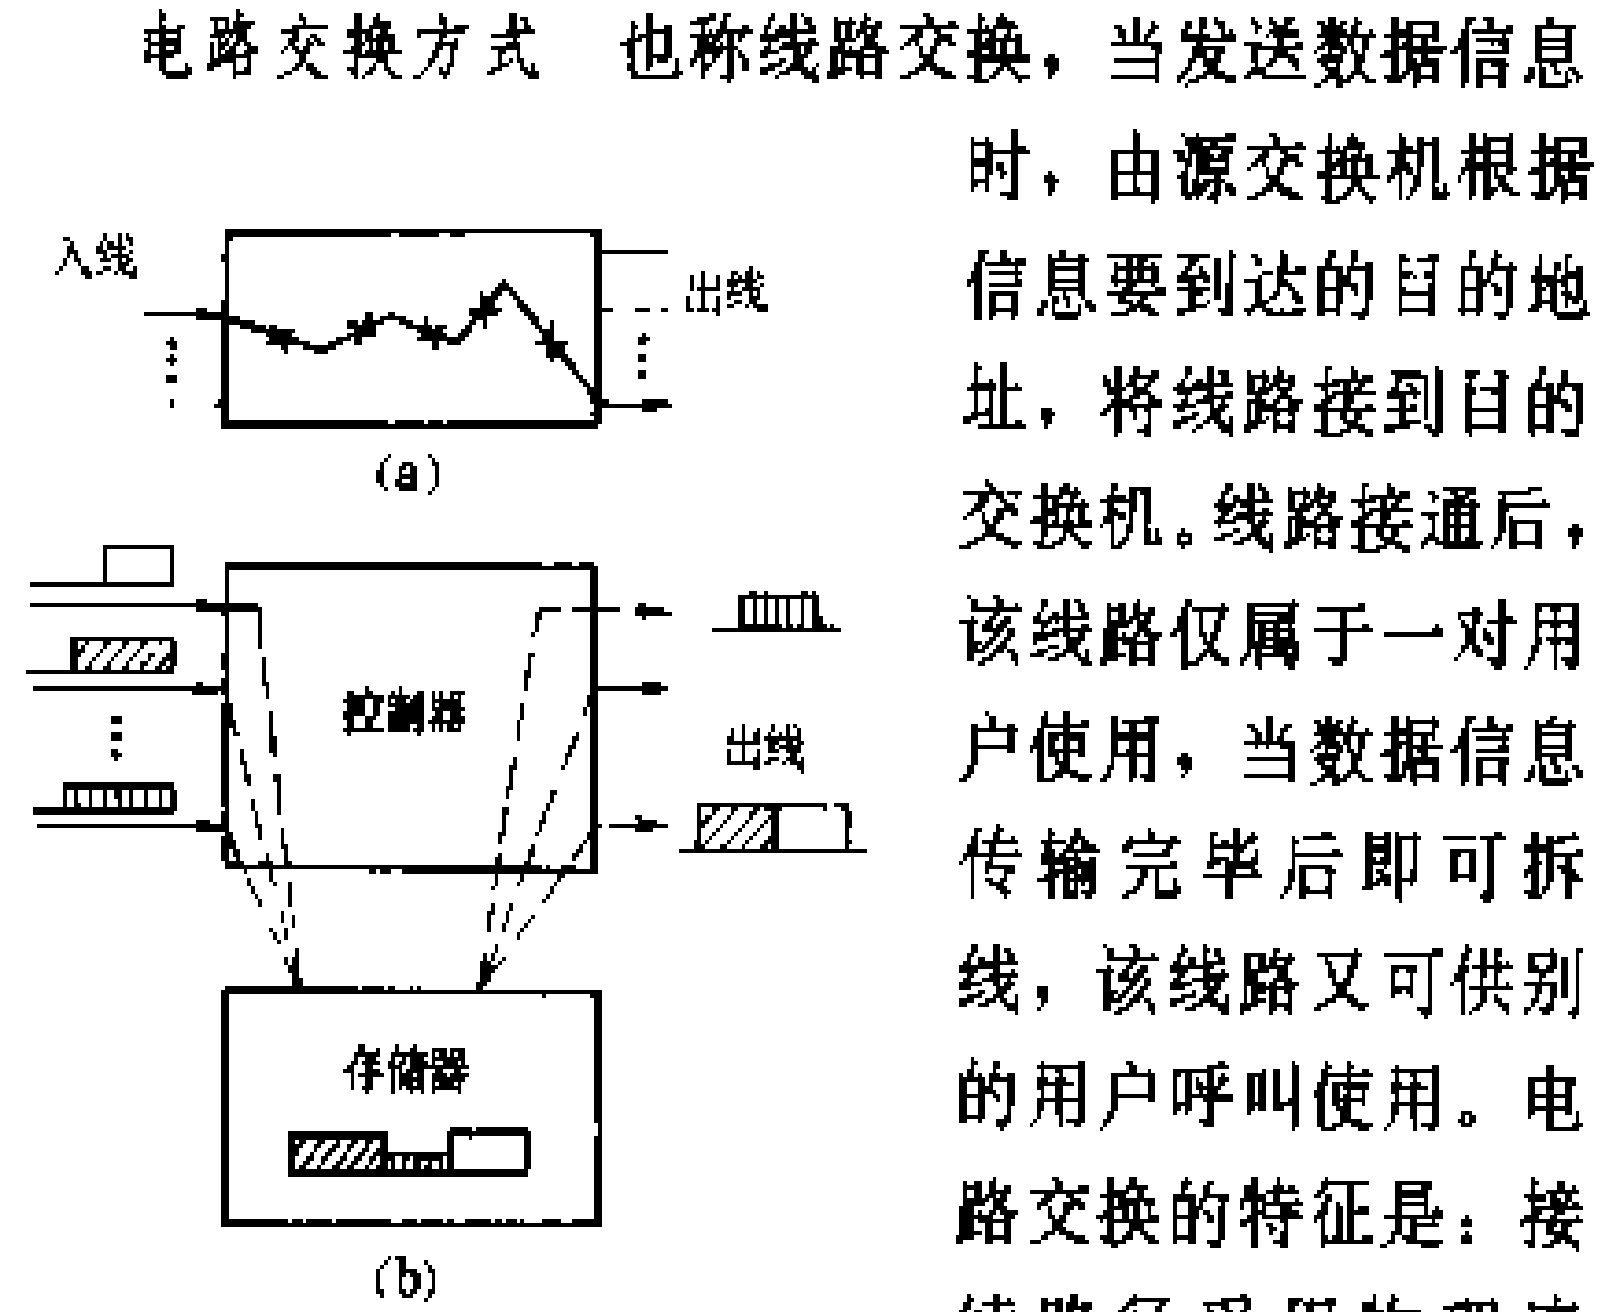 电路交换方式 也称线路交换，当发送数据信息
时，由源交换机根据
信息要到达的目的地
址，将线路接到目的
交换机。线路接通后，
该线路仅属于一对用
户使用，当数据信息
传输完毕后即可拆
线，该线路又可供别
的用户呼叫使用。电
路交换的特征是：接
入线
出线
(a)
控制器
出线
存储器
(b)